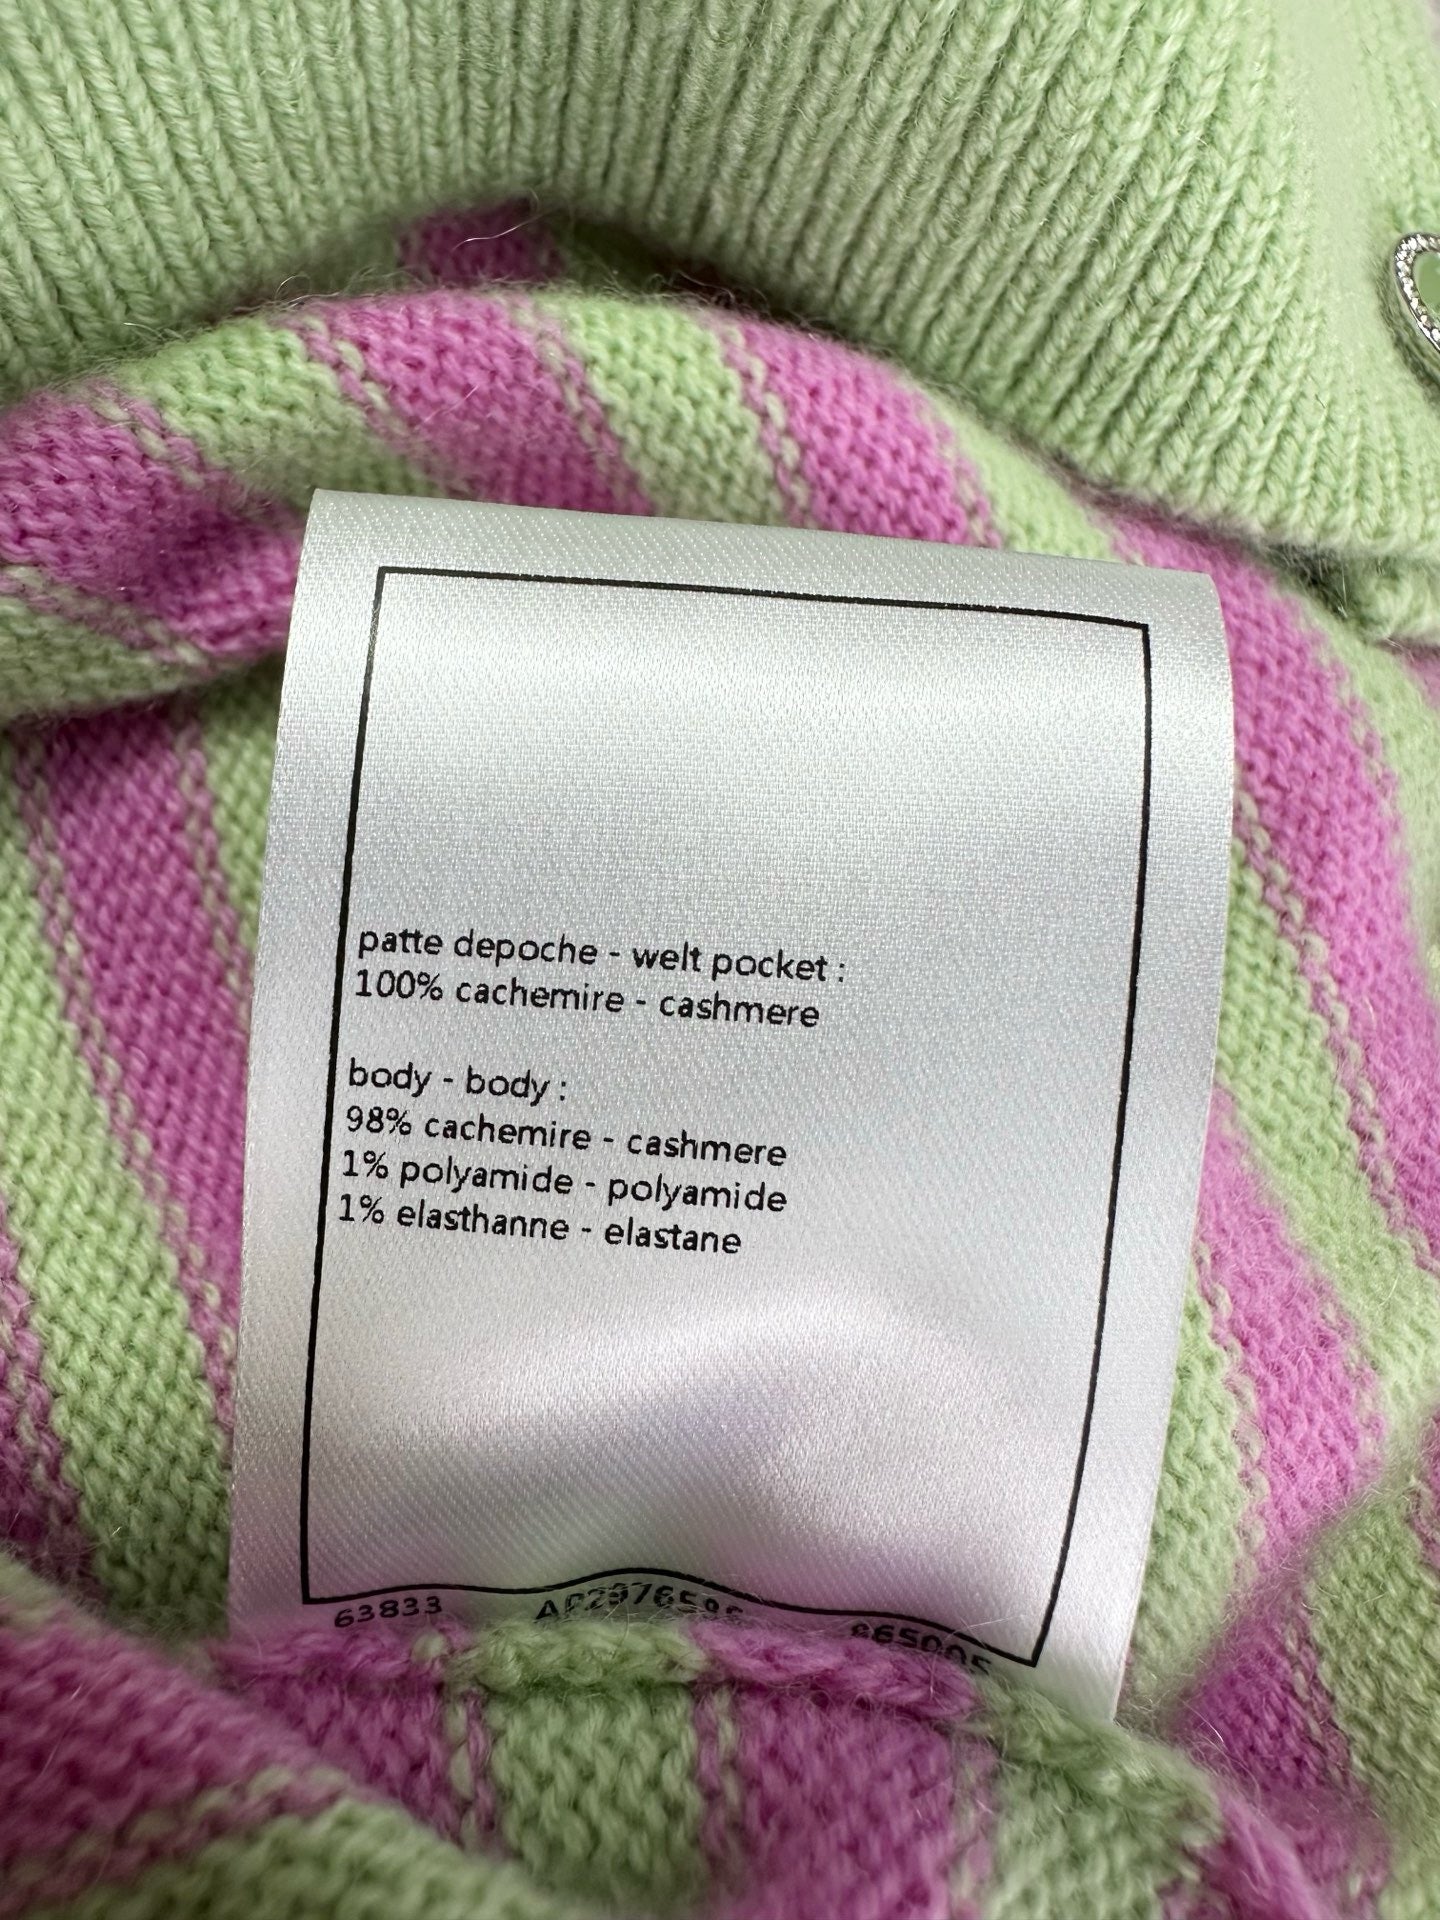 patte depoche - welt pocket :
100% cachemire - cashmere
body - body :
98% cachemire - cashmere
1% polyamide - polyamide
1% elasthanne - elastane
63833